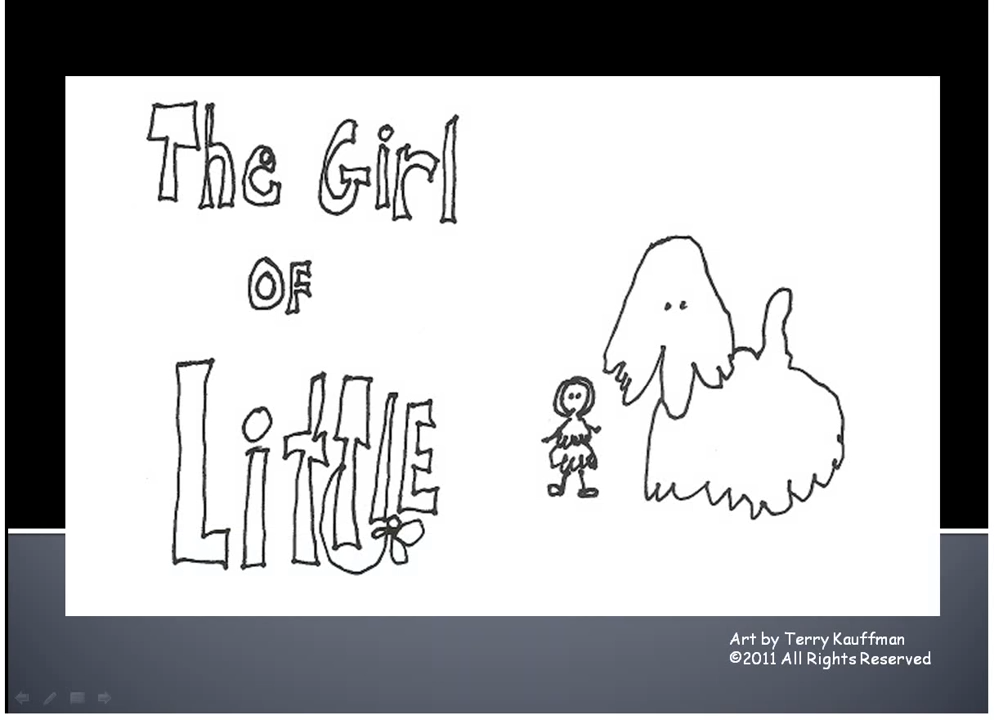 The Girl
OF
LittlE
Art by Terry Kauffman
©2011 All Rights Reserved